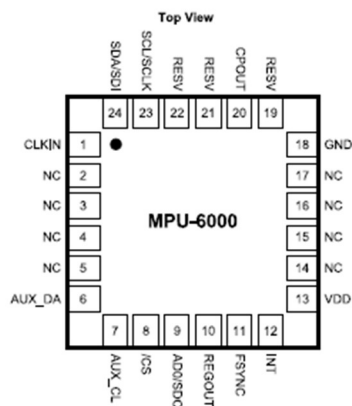 Top View
SDA/SDI
SCL/SCLK
RESV
RESV
CPOUT
RESV
24
23
22
21
20
19
CLKIN
1
18
GND
NC
2
17
NC
NC
3
16
NC
MPU-6000
NC
4
15
NC
NC
5
14
NC
AUX_DA
6
13
VDD
7
8
9
10
11
12
AUX_CL
/CS
AD0/SDO
REGOUT
FSYNC
INT